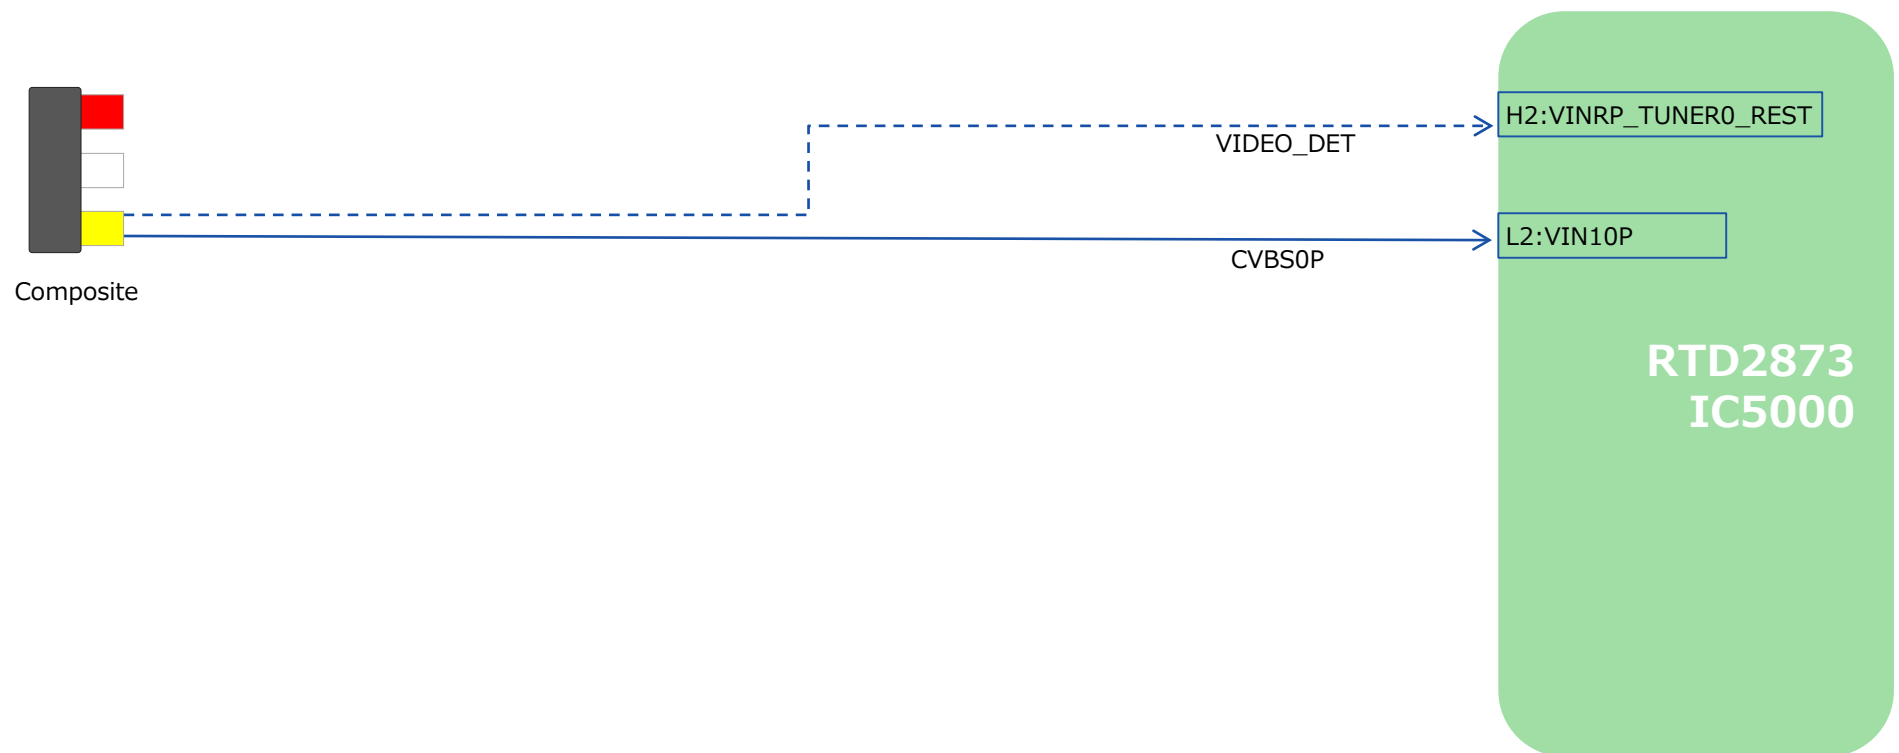 H2:VINRP_TUNER0_REST
VIDEO_DET
L2:VIN10P
CVBS0P
Composite
RTD2873
IC5000